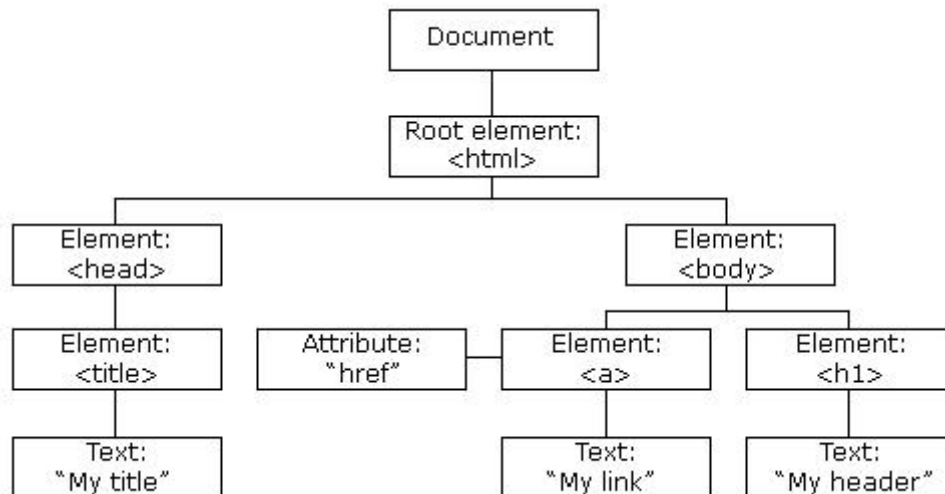 Document
Root element:
<html>
Element:
<head>
Element:
<body>
Element:
<title>
Attribute:
“href”
Element:
<a>
Element:
<h1>
Text:
“My title”
Text:
“My link”
Text:
“My header”